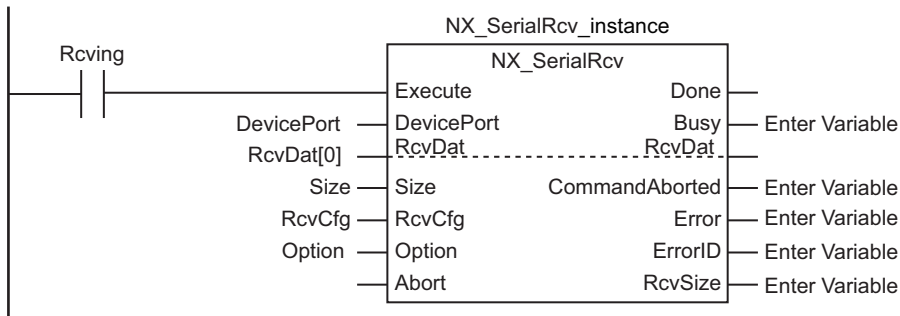 NX_SerialRcv_instance
Rcving
NX_SerialRcv
Execute Done
DevicePort DevicePort Busy Enter Variable
RcvDat[0] RcvDat RcvDat
Size Size CommandAborted Enter Variable
RcvCfg RcvCfg Error Enter Variable
Option Option ErrorID Enter Variable
Abort RcvSize Enter Variable